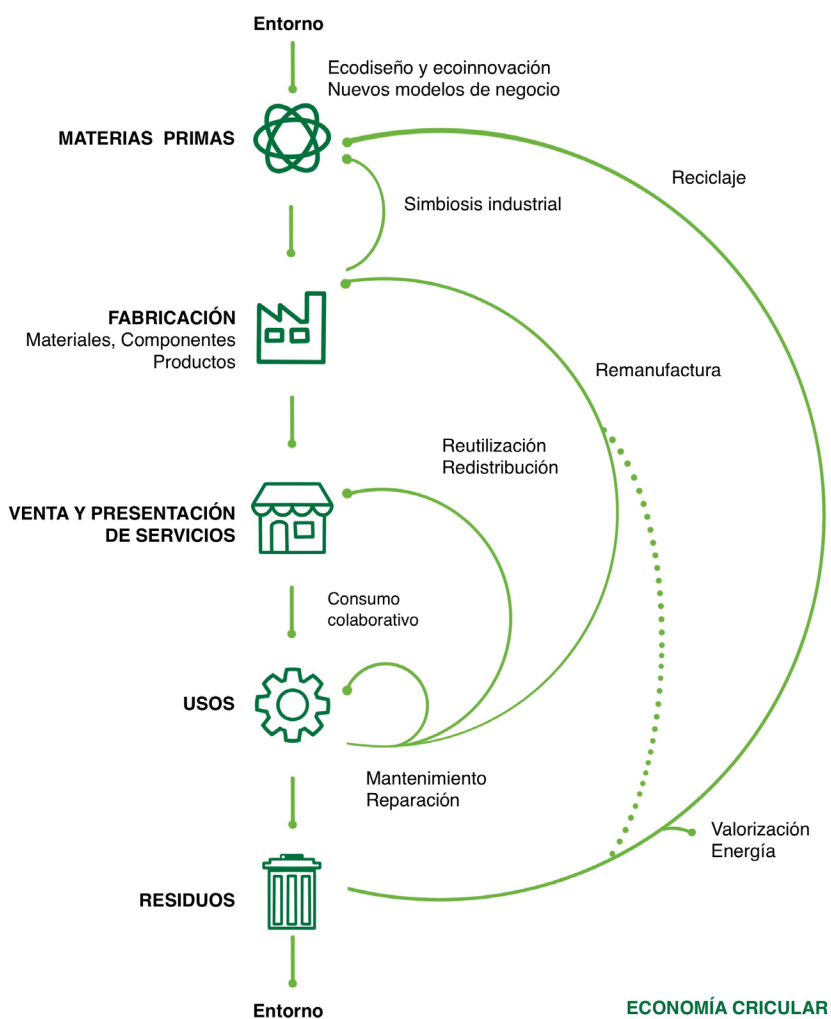 Entorno
Ecodiseño y ecoinnovación
Nuevos modelos de negocio
MATERIAS PRIMAS
Reciclaje
Simbiosis industrial
FABRICACIÓN
Materiales, Componentes
Productos
Remanufactura
Reutilización
Redistribución
VENTA Y PRESENTACIÓN
DE SERVICIOS
Consumo
colaborativo
USOS
Mantenimiento
Reparación
Valorización
Energía
RESIDUOS
Entorno
ECONOMÍA CRICULAR